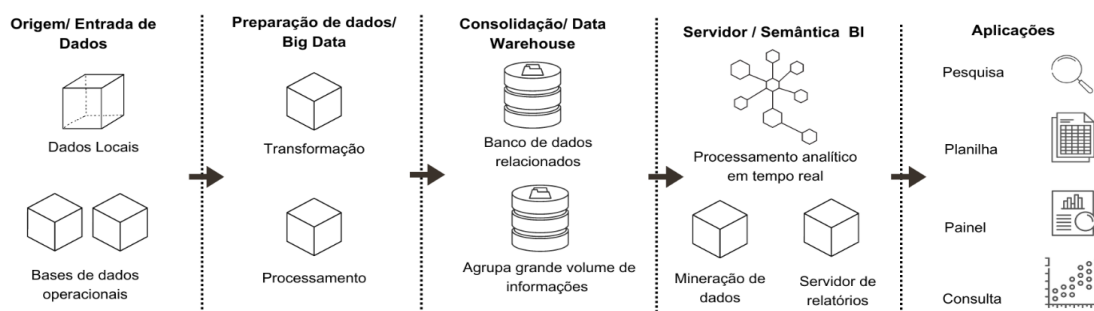 Origem/ Entrada de
Dados
Dados Locais
Bases de dados
operacionais
Preparação de dados/
Big Data
Transformação
Processamento
Consolidação/ Data
Warehouse
Banco de dados
relacionados
Agrupa grande volume de
informações
Servidor / Semântica BI
Processamento analítico
em tempo real
Mineração de
dados
Servidor de
relatórios
Aplicações
Pesquisa
Planilha
Painel
Consulta